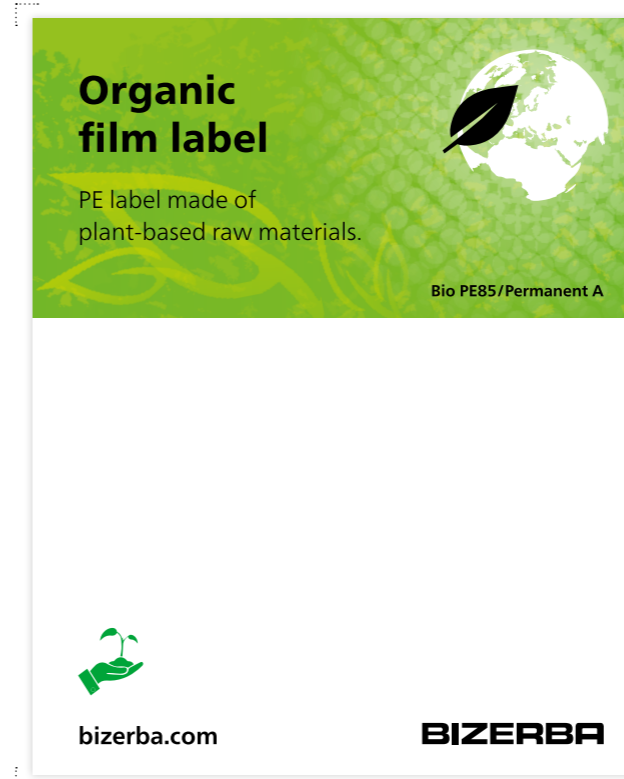 Organic
film label
PE label made of
plant-based raw materials.
Bio PE85/Permanent A
bizerba.com
BIZERBA